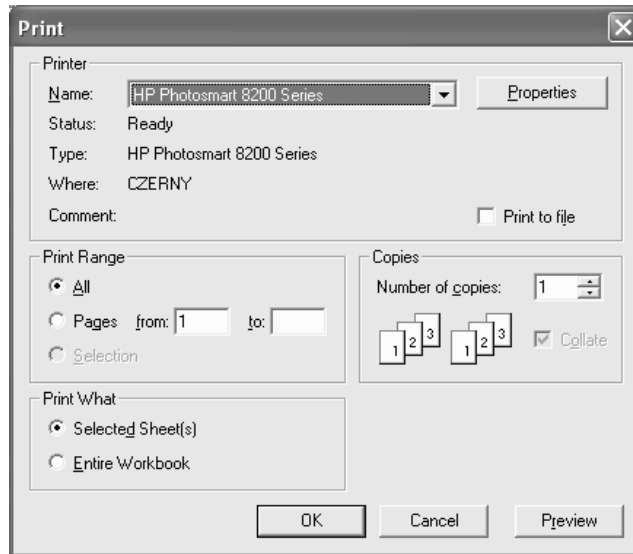 Print
Printer
Name: HP Photosmart 8200 Series Properties
Status: Ready
Type: HP Photosmart 8200 Series
Where: CZERNY
Comment: Print to file
Print Range
All
Pages from: 1 to:
Selection
Copies
Number of copies: 1
1 2 3 1 2 3 Collate
Print What
Selected Sheet(s)
Entire Workbook
OK Cancel Preview